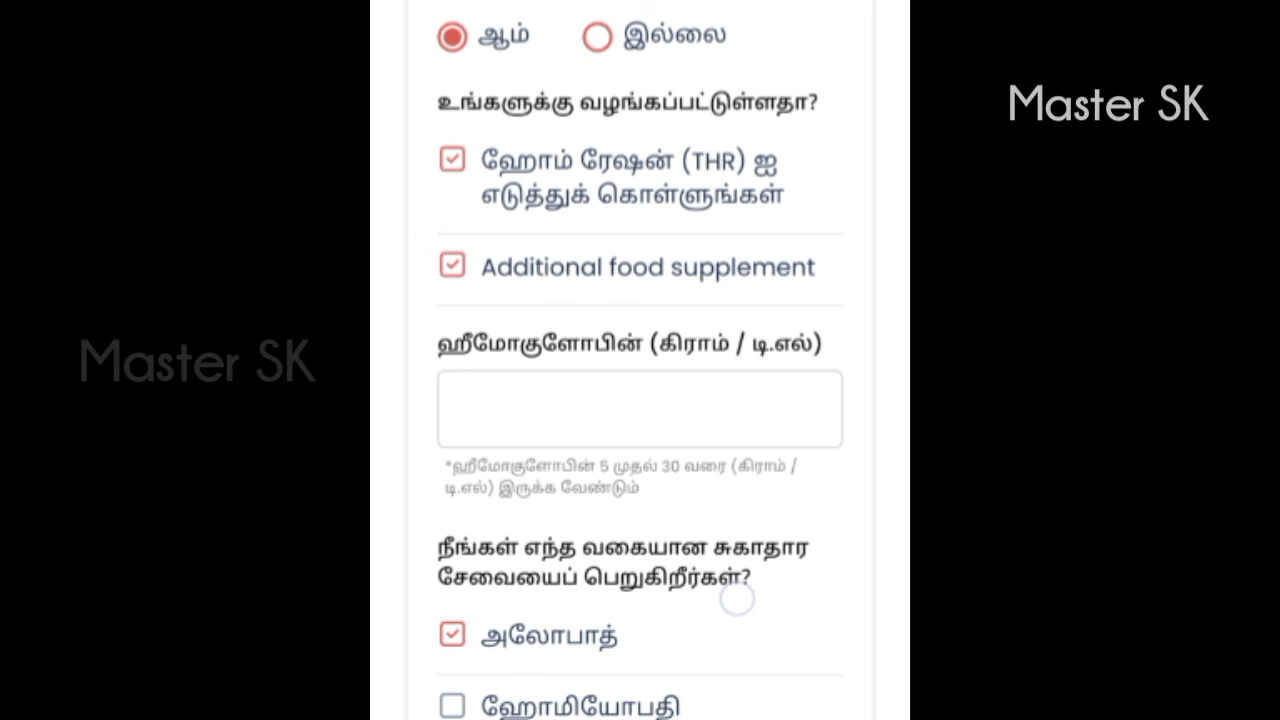 ஆம் இல்லை
உங்களுக்கு வழங்கப்பட்டுள்ளதா?
Master SK
ஹோம் ரேஷன் (THR) ஐ
எடுத்துக் கொள்ளுங்கள்
Additional food supplement
ஹீமோகுளோபின் (கிராம் / டி.எல்)
Master SK
*ஹீமோகுளோபின் 5 முதல் 30 வரை (கிராம் /
டி.எல்) இருக்க வேண்டும்
நீங்கள் எந்த வகையான சுகாதார
சேவையைப் பெறுகிறீர்கள்?
அலோபாத்
ஹோமியோபதி